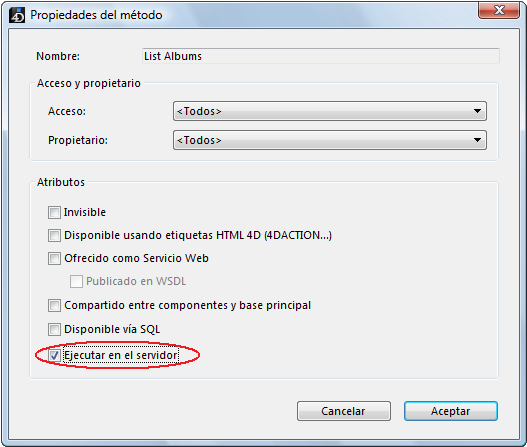 4D Propiedades del método
Nombre: List Albums
Acceso y propietario
Acceso: <Todos>
Propietario: <Todos>
Atributos
Invisible
Disponible usando etiquetas HTML 4D (4DACTION...)
Ofrecido como Servicio Web
Publicado en WSDL
Compartido entre componentes y base principal
Disponible vía SQL
Ejecutar en el servidor
Cancelar Aceptar